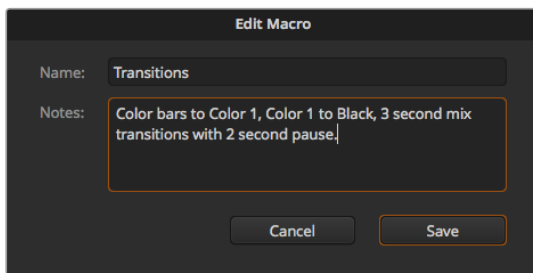 Edit Macro
Name: Transitions
Notes: Color bars to Color 1, Color 1 to Black, 3 second mix
transitions with 2 second pause.
Cancel Save